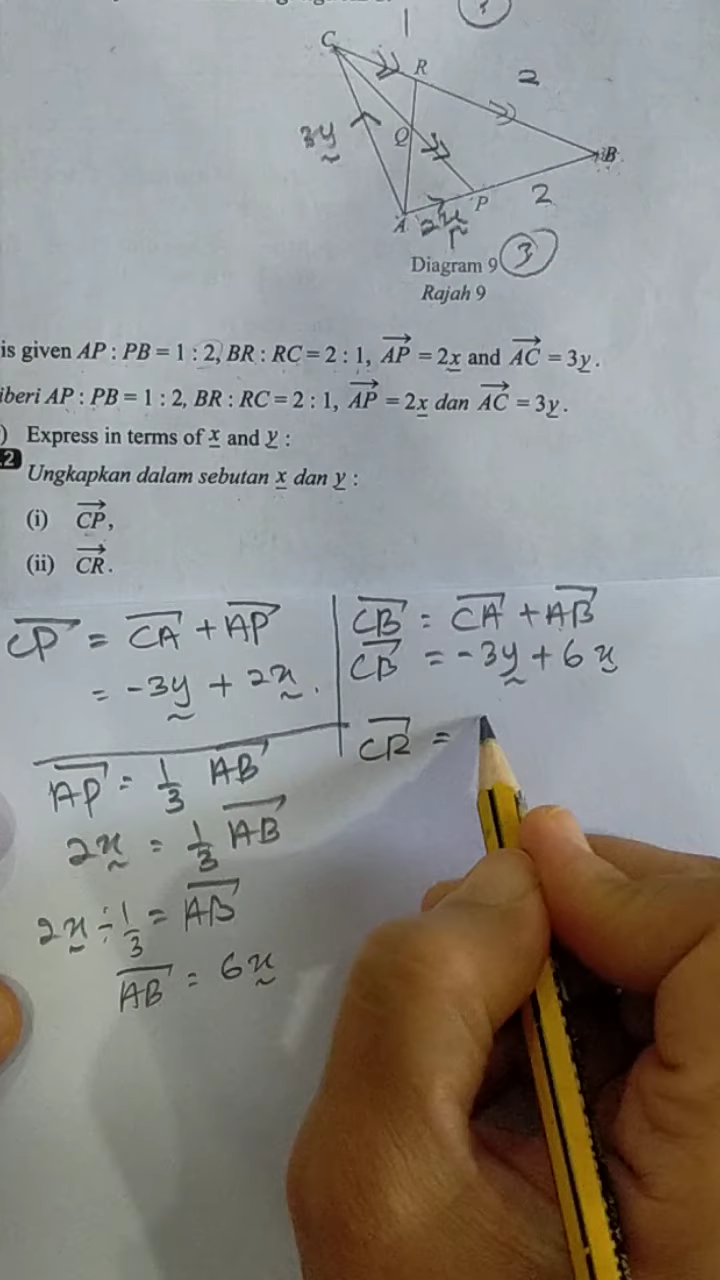 1
C
R
2
3y
Q
B
A
2x
P
2
Diagram 9 3
Rajah 9
is given AP : PB = 1 : 2, BR : RC = 2 : 1, AP = 2x and AC = 3y.
iberi AP : PB = 1 : 2, BR : RC = 2 : 1, AP = 2x dan AC = 3y.
) Express in terms of x and y :
2 Ungkapkan dalam sebutan x dan y :
(i) CP,
(ii) CR.
CP = CA + AP
= -3y + 2x.
AP = 1/3 AB
2x = 1/3 AB
2x ÷ 1/3 = AB
AB = 6x
CB = CA + AB
CB = -3y + 6x
CR =